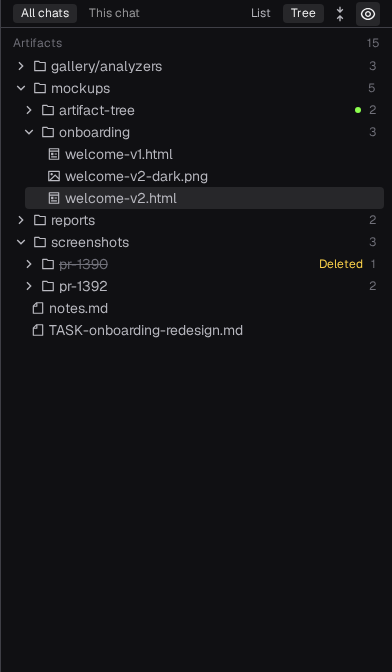 All chats This chat List Tree
Artifacts 15
gallery/analyzers 3
mockups 5
artifact-tree 2
onboarding 3
welcome-v1.html
welcome-v2-dark.png
welcome-v2.html
reports 2
screenshots 3
pr-1390 Deleted 1
pr-1392 2
notes.md
TASK-onboarding-redesign.md